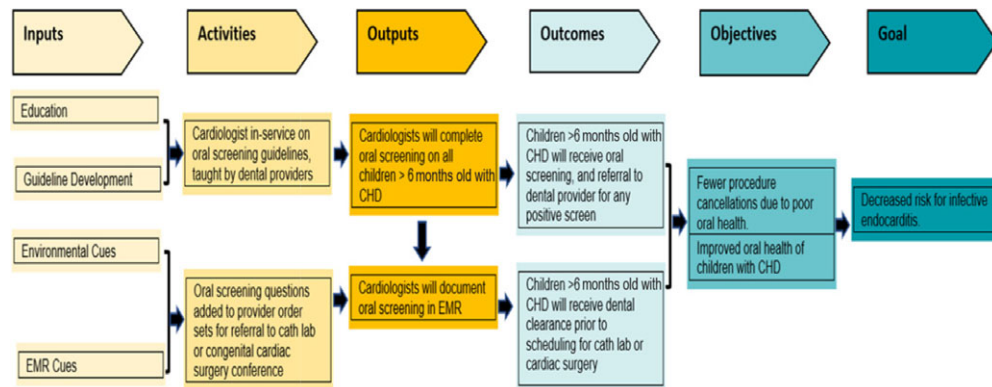 Inputs
Activities
Outputs
Outcomes
Objectives
Goal
Education
Guideline Development
Environmental Cues
EMR Cues
Cardiologist in-service on
oral screening guidelines,
taught by dental providers
Oral screening questions
added to provider order
sets for referral to cath lab
or congenital cardiac
surgery conference
Cardiologists will complete
oral screening on all
children > 6 months old with
CHD
Cardiologists will document
oral screening in EMR
Children >6 months old with
CHD will receive oral
screening, and referral to
dental provider for any
positive screen
Children >6 months old with
CHD will receive dental
clearance prior to
scheduling for cath lab or
cardiac surgery
Fewer procedure
cancellations due to poor
oral health.
Improved oral health of
children with CHD
Decreased risk for infective
endocarditis.